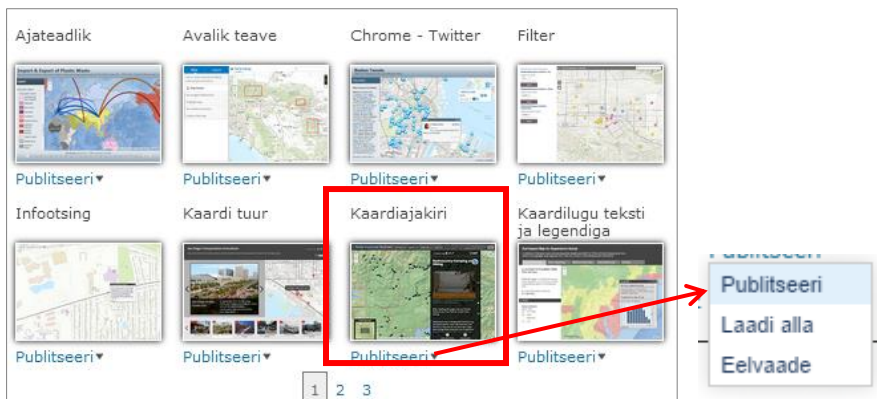 Ajateadlik
Avalik teave
Chrome - Twitter
Filter
Publitseeri▾
Publitseeri▾
Publitseeri▾
Publitseeri▾
Infootsing
Kaardi tuur
Kaardiajakiri
Kaardilugu teksti
ja legendiga
Publitseeri▾
Publitseeri▾
Publitseeri▾
Publitseeri▾
1 2 3
Publitseeri
Publitseeri
Laadi alla
Eelvaade